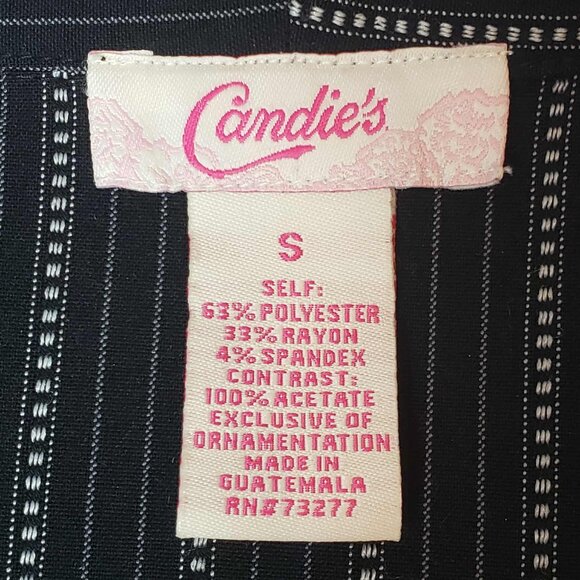 Candie's
S
SELF:
63% POLYESTER
33% RAYON
4% SPANDEX
CONTRAST:
100% ACETATE
EXCLUSIVE OF
ORNAMENTATION
MADE IN
GUATEMALA
RN#73277